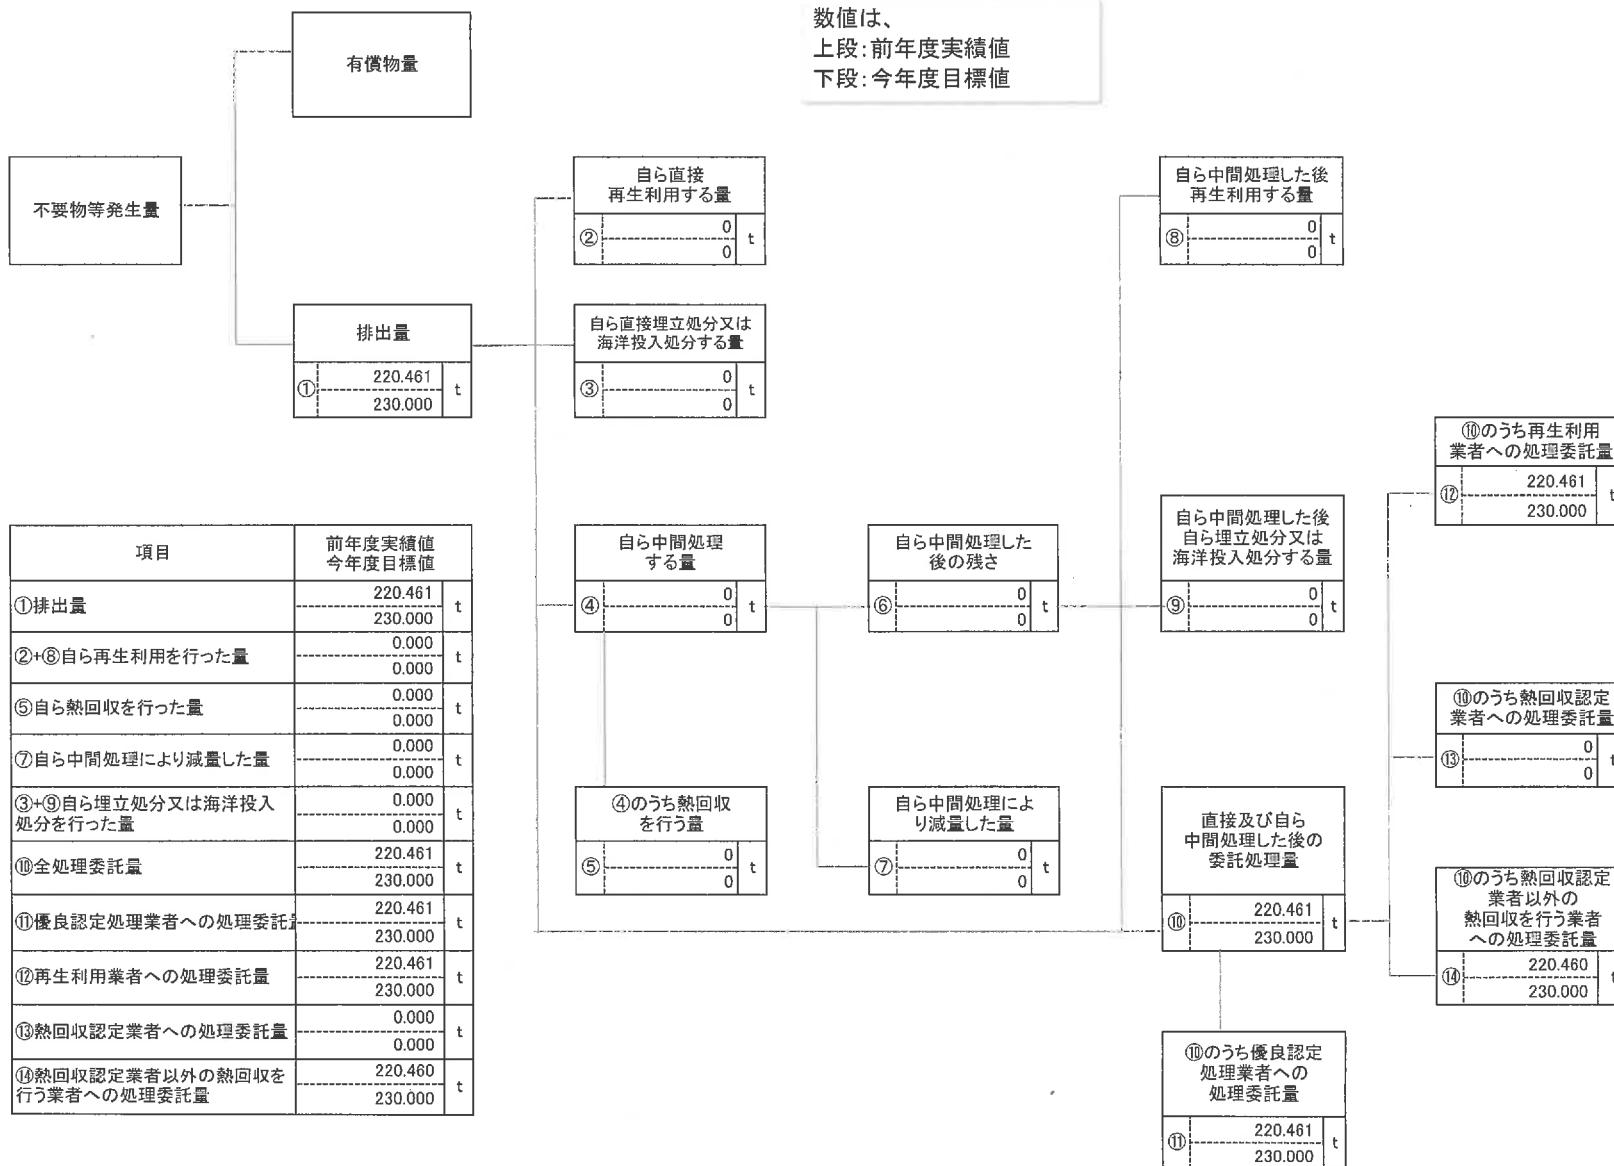 数値は、
上段:前年度実績値
下段:今年度目標値
有償物量
不要物等発生量
自ら直接
再生利用する量
② 0 t
0
自ら中間処理した後
再生利用する量
⑧ 0 t
0
排出量
① 220.461 t
230.000
自ら直接埋立処分又は
海洋投入処分する量
③ 0 t
0
⑩のうち再生利用
業者への処理委託量
⑫ 220.461 t
230.000
自ら中間処理
する量
④ 0 t
0
自ら中間処理した
後の残さ
⑥ 0 t
0
自ら中間処理した後
自ら埋立処分又は
海洋投入処分する量
⑨ 0 t
0
⑩のうち熱回収認定
業者への処理委託量
⑬ 0 t
0
④のうち熱回収
を行う量
⑤ 0 t
0
自ら中間処理によ
り減量した量
⑦ 0 t
0
直接及び自ら
中間処理した後の
委託処理量
⑩ 220.461 t
230.000
⑩のうち熱回収認定
業者以外の
熱回収を行う業者
への処理委託量
⑭ 220.460 t
230.000
⑩のうち優良認定
処理業者への
処理委託量
⑪ 220.461 t
230.000
項目 前年度実績値
今年度目標値
①排出量 220.461 t
230.000
②+⑧自ら再生利用を行った量 0.000 t
0.000
⑤自ら熱回収を行った量 0.000 t
0.000
⑦自ら中間処理により減量した量 0.000 t
0.000
③+⑨自ら埋立処分又は海洋投入 0.000 t
処分を行った量 0.000
⑩全処理委託量 220.461 t
230.000
⑪優良認定処理業者への処理委託量 220.461 t
230.000
⑫再生利用業者への処理委託量 220.461 t
230.000
⑬熱回収認定業者への処理委託量 0.000 t
0.000
⑭熱回収認定業者以外の熱回収を 220.460 t
行う業者への処理委託量 230.000